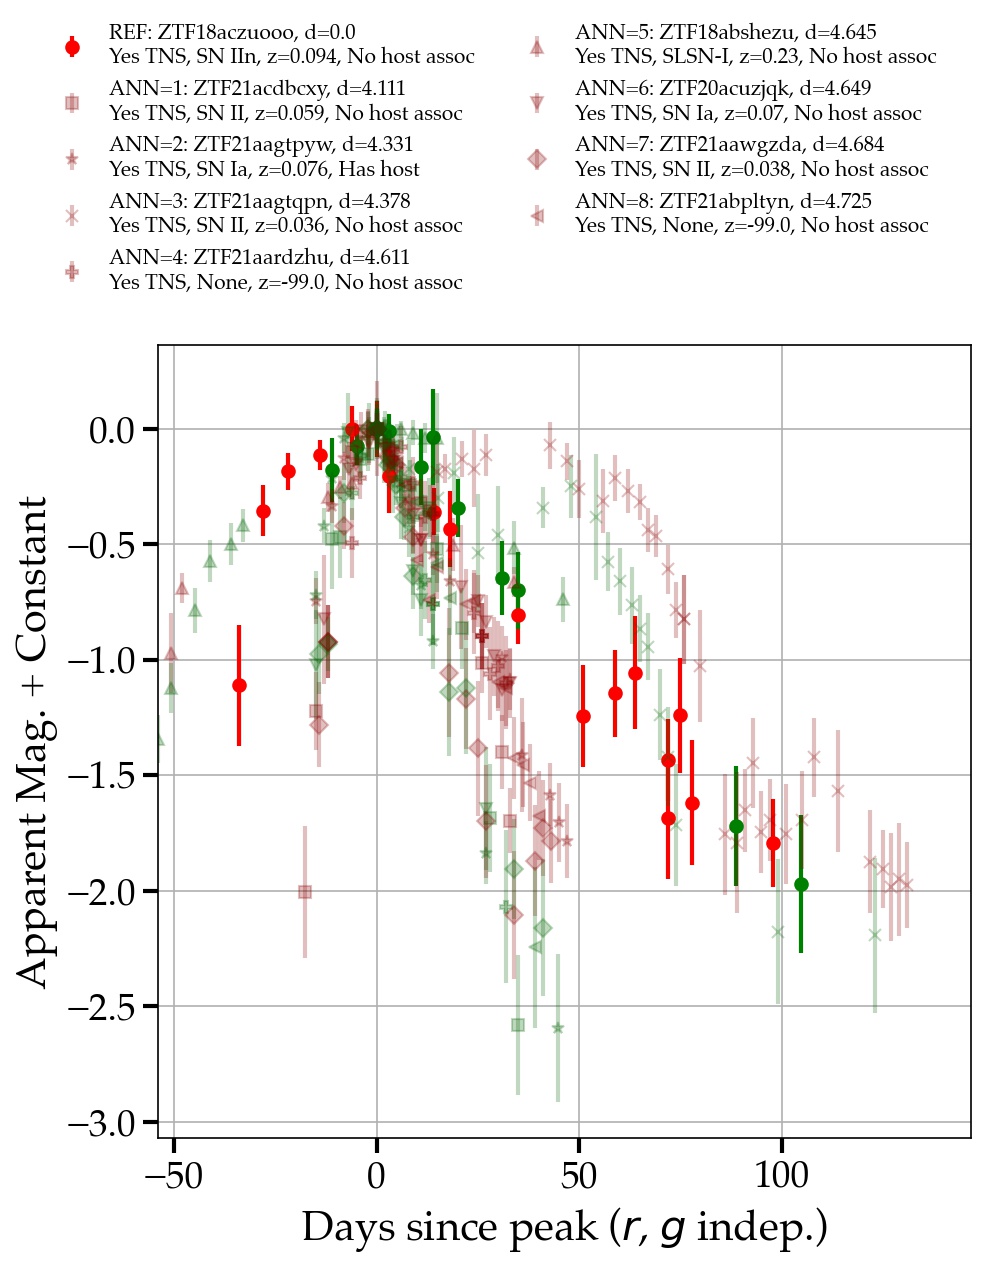 REF: ZTF18aczuooo, d=0.0
Yes TNS, SN IIn, z=0.094, No host assoc
ANN=1: ZTF21acdbcxy, d=4.111
Yes TNS, SN II, z=0.059, No host assoc
ANN=2: ZTF21aagtpyw, d=4.331
Yes TNS, SN Ia, z=0.076, Has host
ANN=3: ZTF21aagtqpn, d=4.378
Yes TNS, SN II, z=0.036, No host assoc
ANN=4: ZTF21aardzhu, d=4.611
Yes TNS, None, z=-99.0, No host assoc
ANN=5: ZTF18abshezu, d=4.645
Yes TNS, SLSN-I, z=0.23, No host assoc
ANN=6: ZTF20acuzjqk, d=4.649
Yes TNS, SN Ia, z=0.07, No host assoc
ANN=7: ZTF21aawgzda, d=4.684
Yes TNS, SN II, z=0.038, No host assoc
ANN=8: ZTF21abpltyn, d=4.725
Yes TNS, None, z=-99.0, No host assoc
Apparent Mag. + Constant
0.0
−0.5
−1.0
−1.5
−2.0
−2.5
−3.0
−50
0
50
100
Days since peak (r, g indep.)